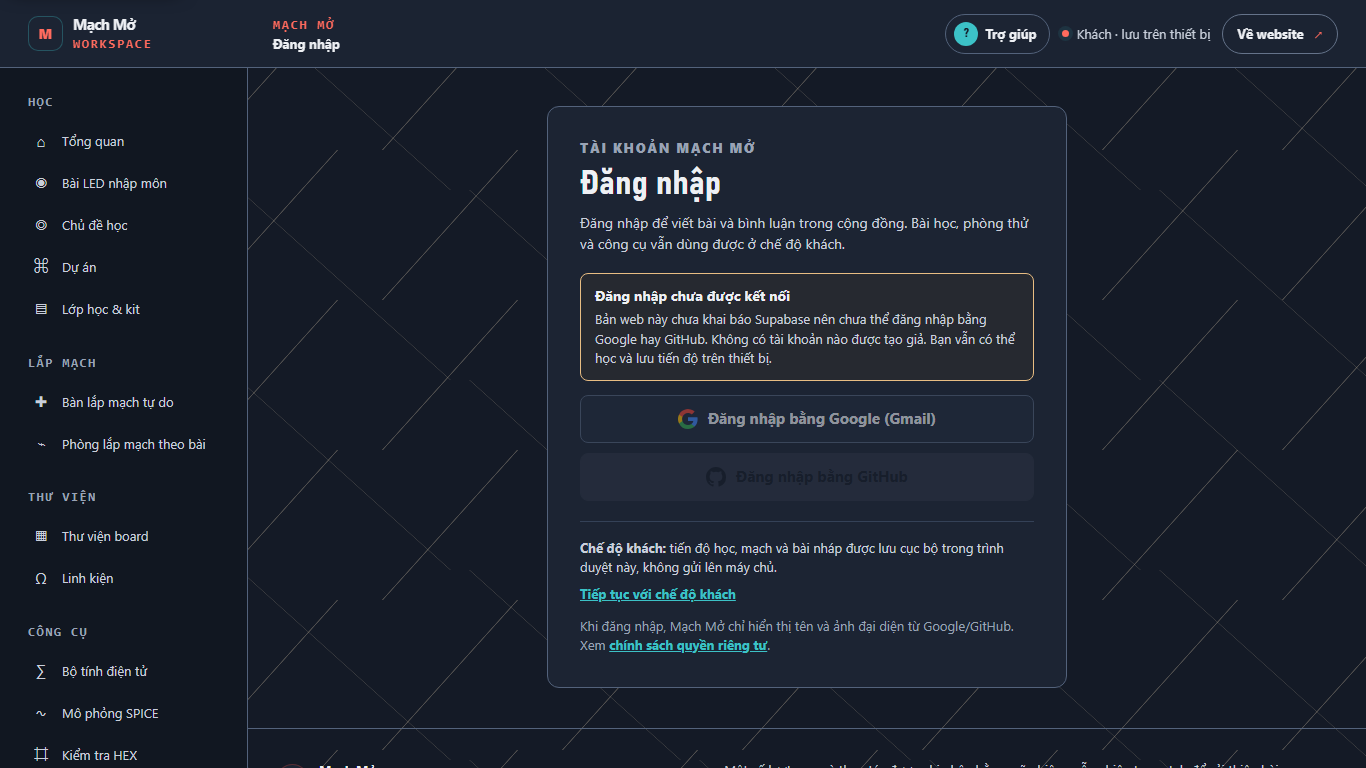 M
Mạch Mở
WORKSPACE
MẠCH MỞ
Đăng nhập
? Trợ giúp
Khách · lưu trên thiết bị
Về website ↗
HỌC
Tổng quan
Bài LED nhập môn
Chủ đề học
Dự án
Lớp học & kit
LẮP MẠCH
Bàn lắp mạch tự do
Phòng lắp mạch theo bài
THƯ VIỆN
Thư viện board
Linh kiện
CÔNG CỤ
Bộ tính điện tử
Mô phỏng SPICE
Kiểm tra HEX
TÀI KHOẢN MẠCH MỞ
Đăng nhập
Đăng nhập để viết bài và bình luận trong cộng đồng. Bài học, phòng thử
và công cụ vẫn dùng được ở chế độ khách.
Đăng nhập chưa được kết nối
Bản web này chưa khai báo Supabase nên chưa thể đăng nhập bằng
Google hay GitHub. Không có tài khoản nào được tạo giả. Bạn vẫn có thể
học và lưu tiến độ trên thiết bị.
Đăng nhập bằng Google (Gmail)
Đăng nhập bằng GitHub
Chế độ khách: tiến độ học, mạch và bài nháp được lưu cục bộ trong trình
duyệt này, không gửi lên máy chủ.
Tiếp tục với chế độ khách
Khi đăng nhập, Mạch Mở chỉ hiển thị tên và ảnh đại diện từ Google/GitHub.
Xem chính sách quyền riêng tư.